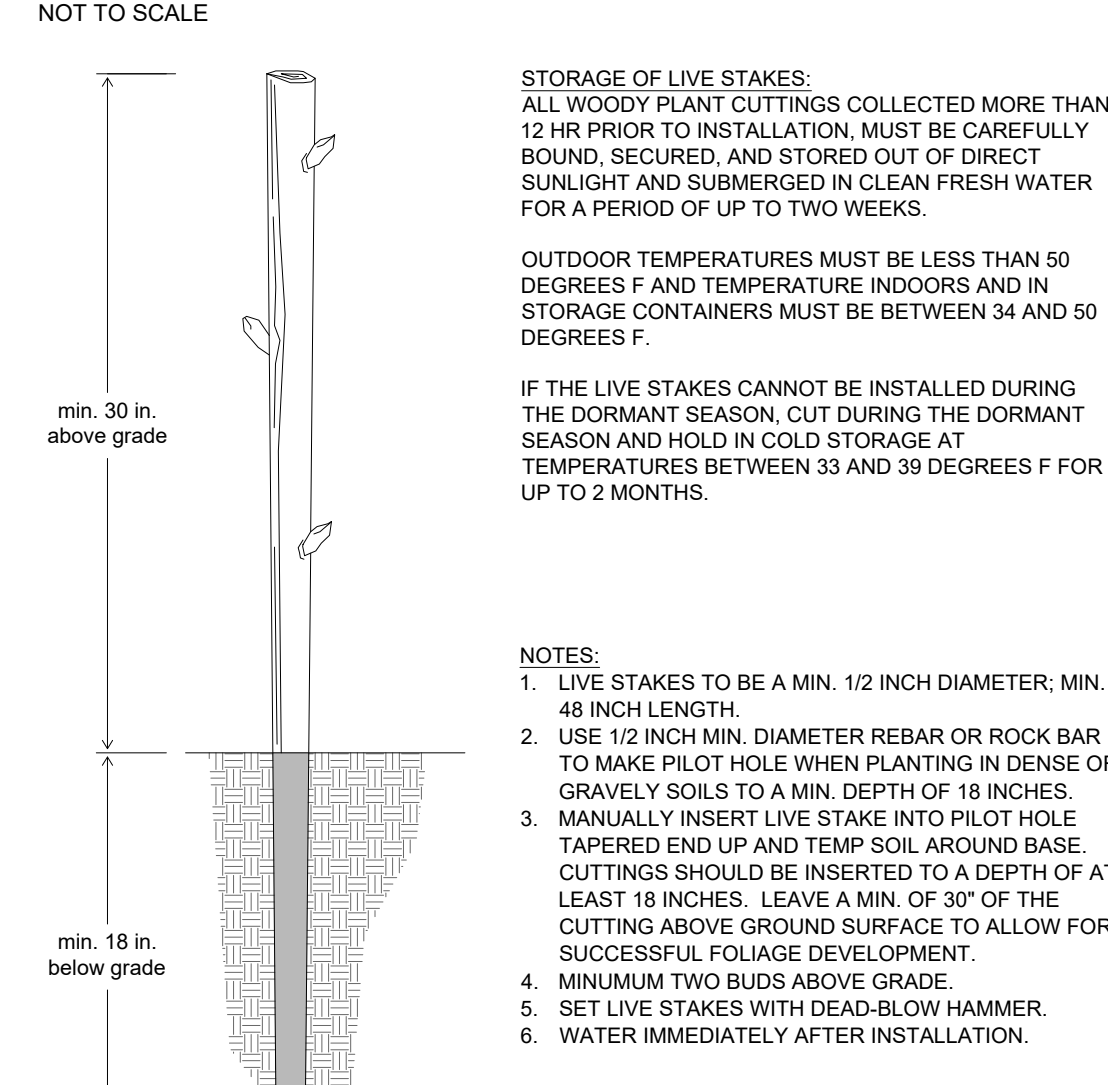 NOT TO SCALE
STORAGE OF LIVE STAKES:
ALL WOODY PLANT CUTTINGS COLLECTED MORE THAN
12 HR PRIOR TO INSTALLATION, MUST BE CAREFULLY
BOUND, SECURED, AND STORED OUT OF DIRECT
SUNLIGHT AND SUBMERGED IN CLEAN FRESH WATER
FOR A PERIOD OF UP TO TWO WEEKS.
OUTDOOR TEMPERATURES MUST BE LESS THAN 50
DEGREES F AND TEMPERATURE INDOORS AND IN
STORAGE CONTAINERS MUST BE BETWEEN 34 AND 50
DEGREES F.
IF THE LIVE STAKES CANNOT BE INSTALLED DURING
THE DORMANT SEASON, CUT DURING THE DORMANT
SEASON AND HOLD IN COLD STORAGE AT
TEMPERATURES BETWEEN 33 AND 39 DEGREES F FOR
UP TO 2 MONTHS.
min. 30 in.
above grade
NOTES:
1. LIVE STAKES TO BE A MIN. 1/2 INCH DIAMETER; MIN.
48 INCH LENGTH.
2. USE 1/2 INCH MIN. DIAMETER REBAR OR ROCK BAR
TO MAKE PILOT HOLE WHEN PLANTING IN DENSE OR
GRAVELY SOILS TO A MIN. DEPTH OF 18 INCHES.
3. MANUALLY INSERT LIVE STAKE INTO PILOT HOLE
TAPERED END UP AND TEMP SOIL AROUND BASE.
CUTTINGS SHOULD BE INSERTED TO A DEPTH OF AT
LEAST 18 INCHES. LEAVE A MIN. OF 30" OF THE
CUTTING ABOVE GROUND SURFACE TO ALLOW FOR
SUCCESSFUL FOLIAGE DEVELOPMENT.
4. MINUMUM TWO BUDS ABOVE GRADE.
5. SET LIVE STAKES WITH DEAD-BLOW HAMMER.
6. WATER IMMEDIATELY AFTER INSTALLATION.
min. 18 in.
below grade